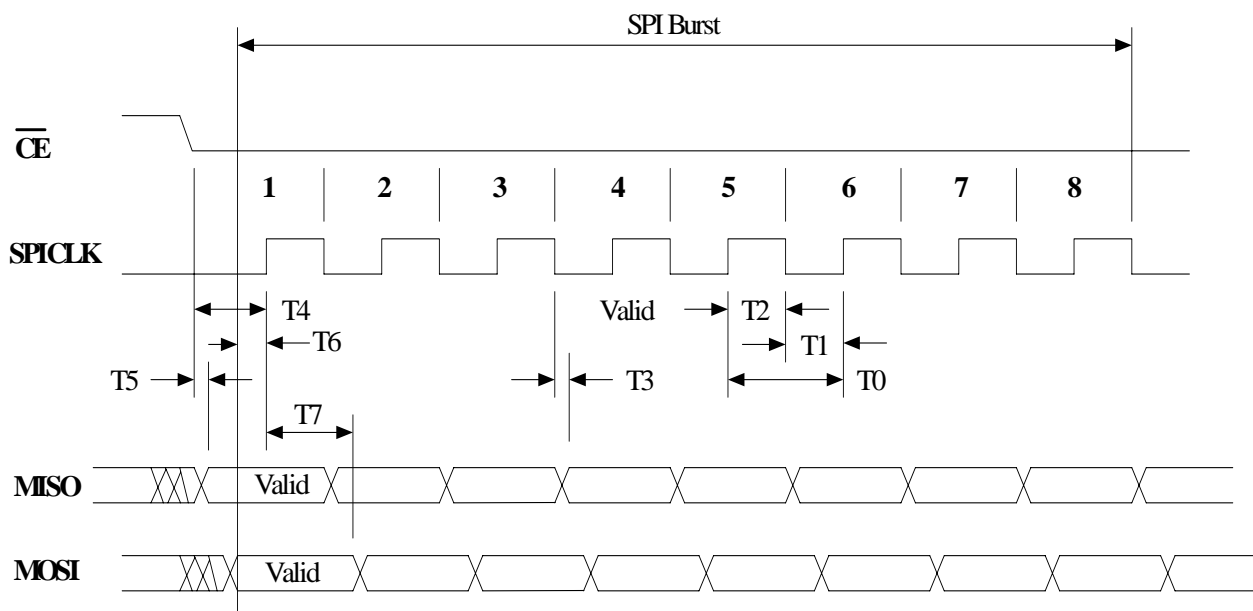 SPI Burst
CE
1 2 3 4 5 6 7 8
SPICLK
T4 Valid T2
T6 T1
T5 T3 T0
T7
MISO Valid
MOSI Valid